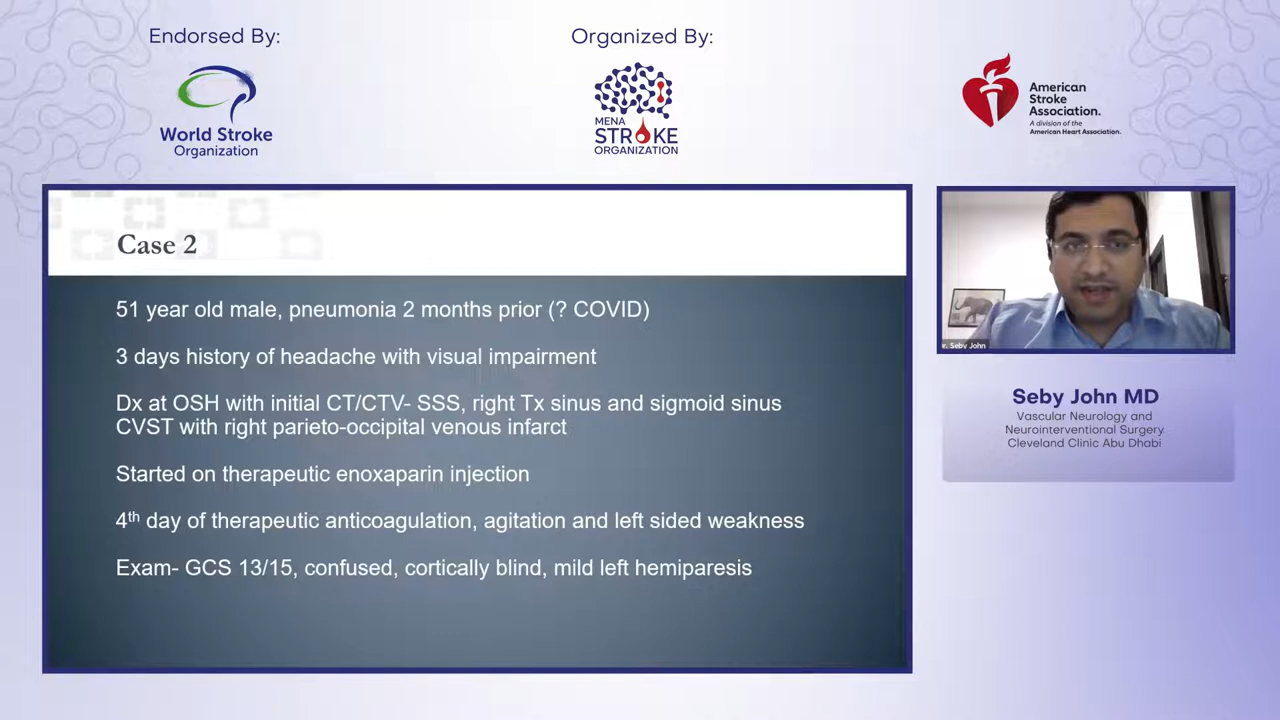 Endorsed By:
World Stroke
Organization
Organized By:
MENA
STROKE
ORGANIZATION
American
Stroke
Association.
A division of the
American Heart Association.
Case 2
51 year old male, pneumonia 2 months prior (? COVID)
3 days history of headache with visual impairment
Dx at OSH with initial CT/CTV- SSS, right Tx sinus and sigmoid sinus
CVST with right parieto-occipital venous infarct
Started on therapeutic enoxaparin injection
4th day of therapeutic anticoagulation, agitation and left sided weakness
Exam- GCS 13/15, confused, cortically blind, mild left hemiparesis
r. Seby John
Seby John MD
Vascular Neurology and
Neurointerventional Surgery
Cleveland Clinic Abu Dhabi